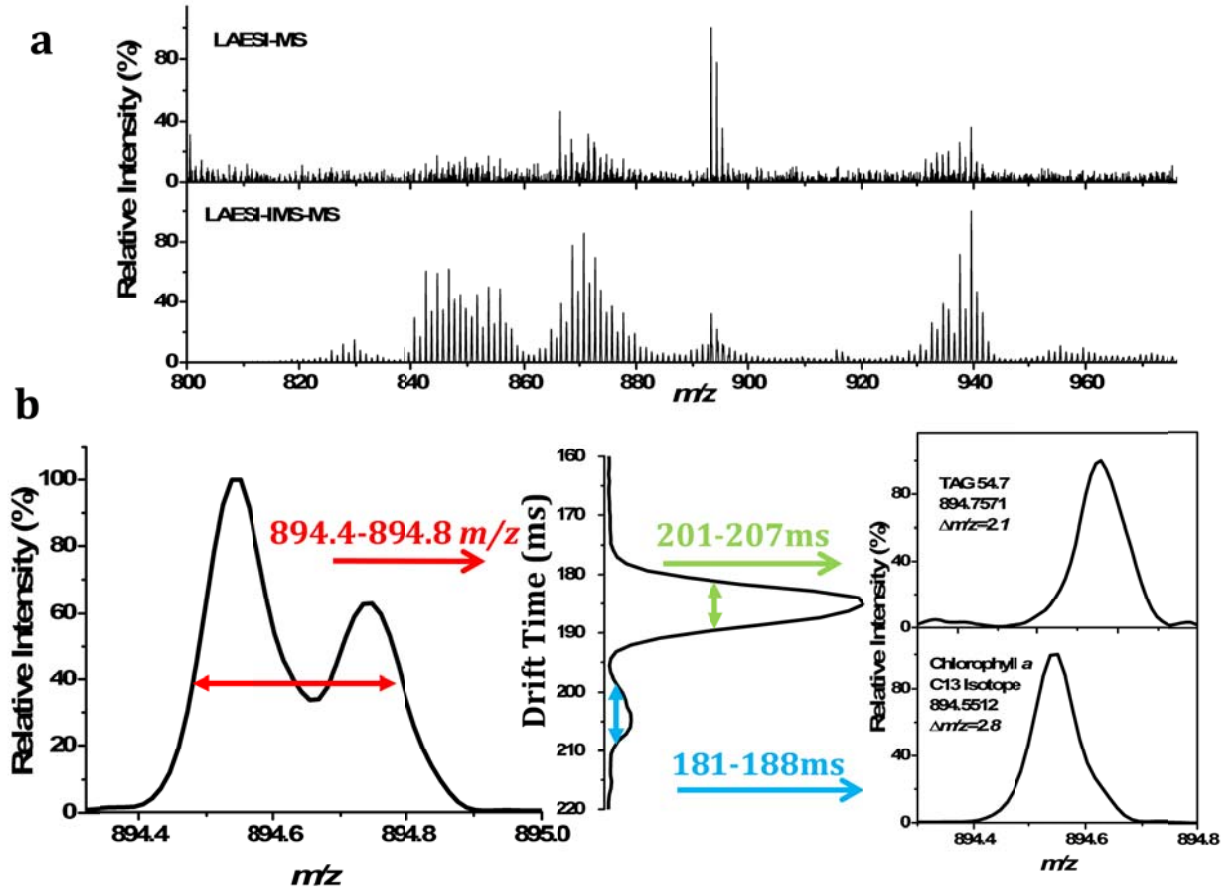 a
LAESI-MS
Relative Intensity (%)
80
40
0
LAESI-IMS-MS
Relative Intensity (%)
80
40
0
800 820 840 860 880 900 920 940 960
m/z
b
Relative Intensity (%)
100
80
60
40
20
0
894.4-894.8 m/z
894.4 894.6 894.8 895.0
m/z
Drift Time (ms)
160
170
180
190
200
210
220
201-207ms
181-188ms
Relative Intensity (%)
80
40
0
TAG 54.7
894.7571
Δm/z=2.1
80
40
0
Chlorophyll a
C13 Isotope
894.5512
Δm/z=2.8
894.4 894.6 894.8
m/z